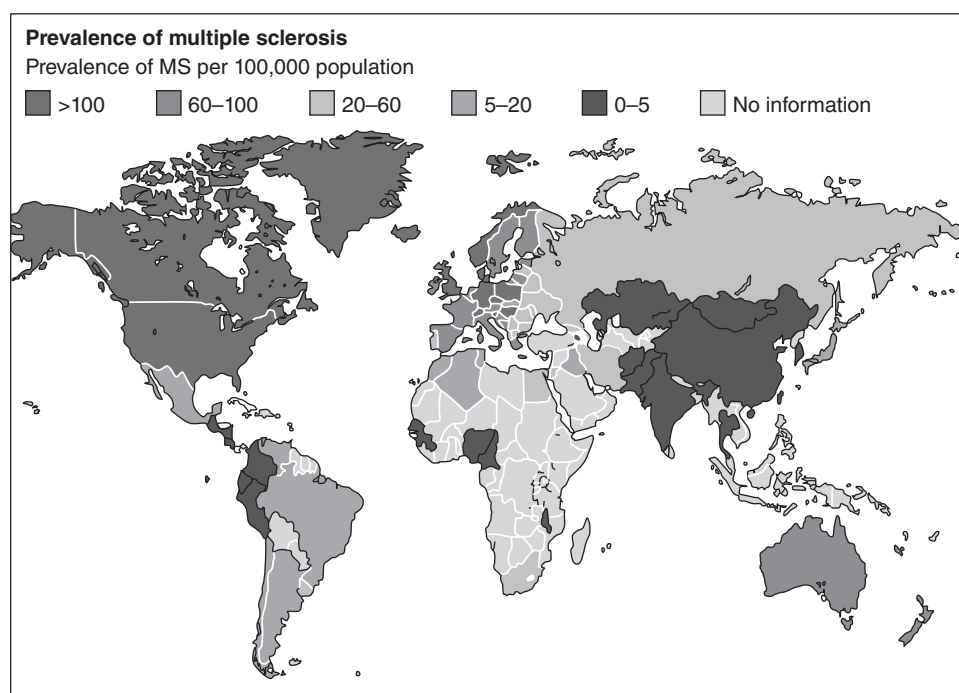 Prevalence of multiple sclerosis
Prevalence of MS per 100,000 population
>100 60–100 20–60 5–20 0–5 No information